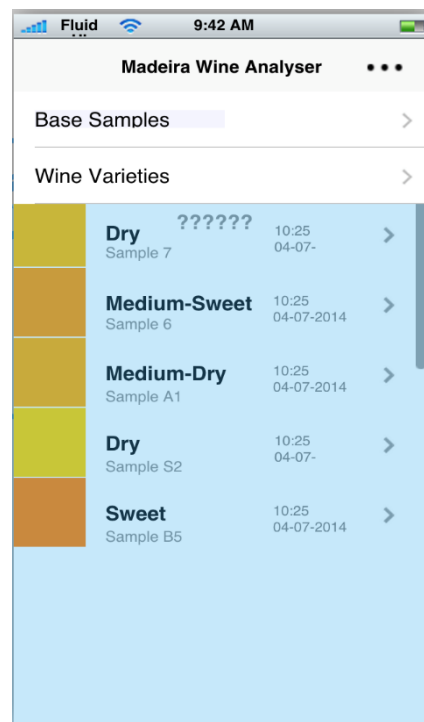 Fluid 9:42 AM
Madeira Wine Analyser
Base Samples
Wine Varieties
Dry ?????? 10:25
Sample 7 04-07-
Medium-Sweet 10:25
Sample 6 04-07-2014
Medium-Dry 10:25
Sample A1 04-07-2014
Dry 10:25
Sample S2 04-07-
Sweet 10:25
Sample B5 04-07-2014